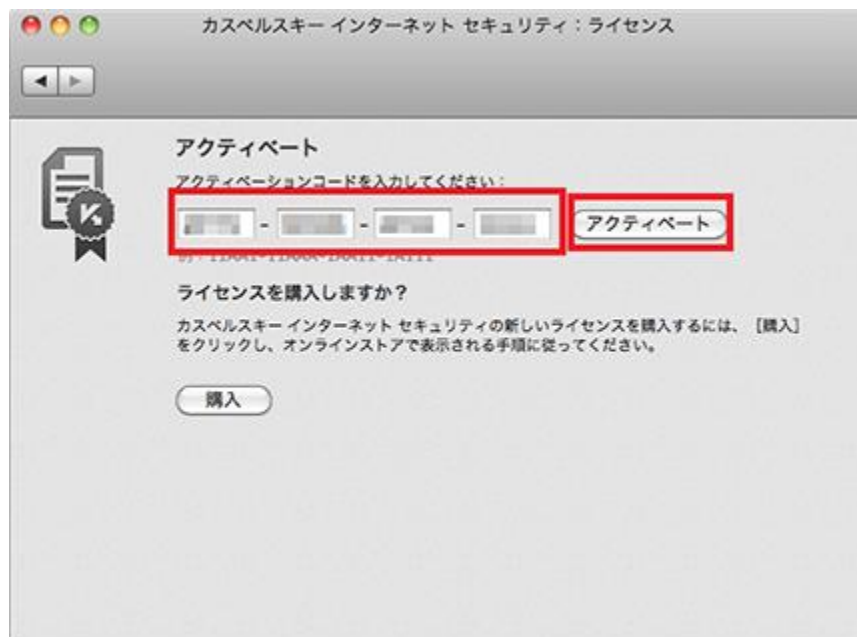 カスペルスキー インターネット セキュリティ：ライセンス
アクティベート
アクティベーションコードを入力してください：
- - - アクティベート
ライセンスを購入しますか？
カスペルスキー インターネット セキュリティの新しいライセンスを購入するには、［購入］
をクリックし、オンラインストアで表示される手順に従ってください。
購入